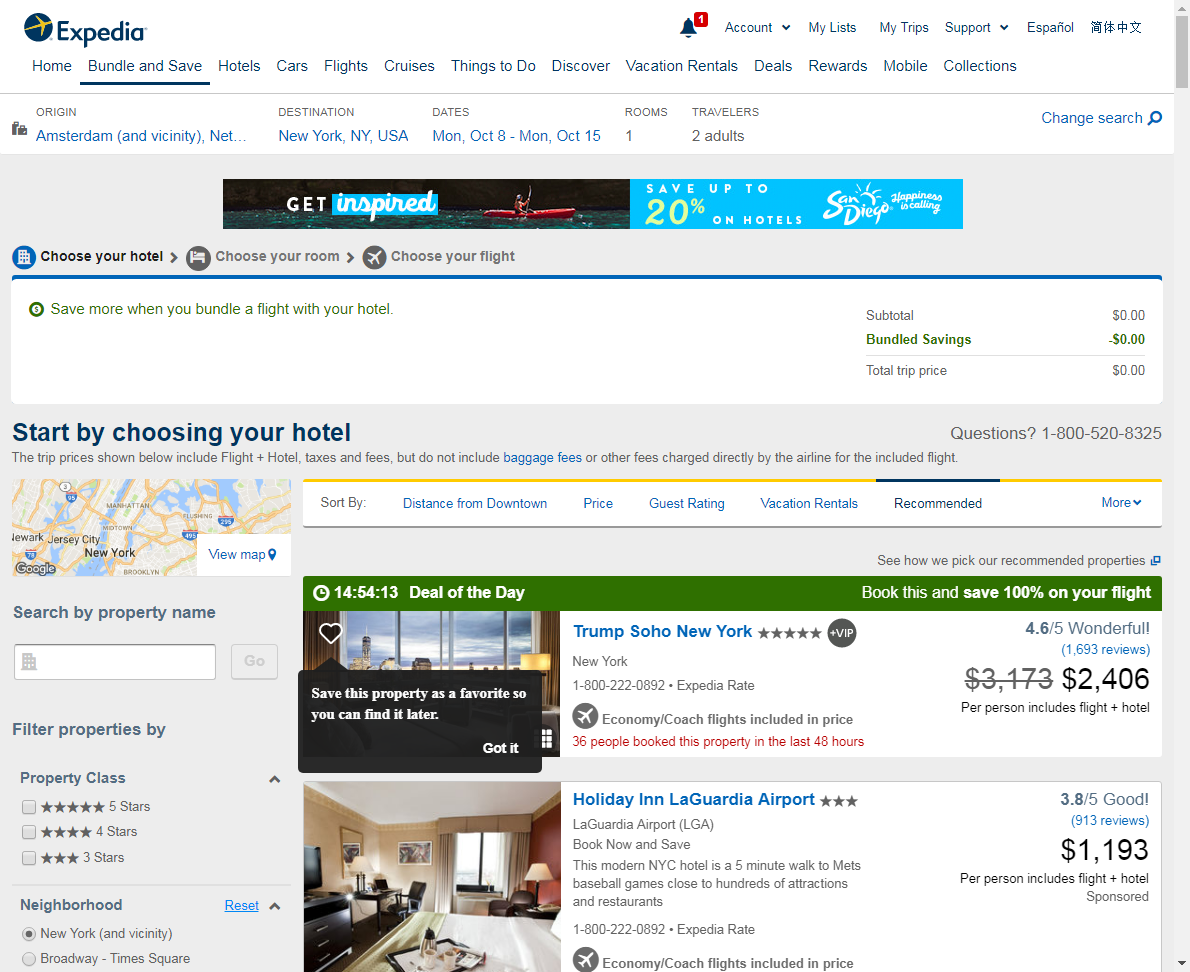 Expedia
1
Account
My Lists
My Trips
Support
Español
简体中文
Home
Bundle and Save
Hotels
Cars
Flights
Cruises
Things to Do
Discover
Vacation Rentals
Deals
Rewards
Mobile
Collections
ORIGIN
Amsterdam (and vicinity), Net...
DESTINATION
New York, NY, USA
DATES
Mon, Oct 8 - Mon, Oct 15
ROOMS
1
TRAVELERS
2 adults
Change search
GET inspired
SAVE UP TO
20% ON HOTELS
San Diego
Happiness is calling
Choose your hotel
Choose your room
Choose your flight
Save more when you bundle a flight with your hotel.
Subtotal $0.00
Bundled Savings -$0.00
Total trip price $0.00
Start by choosing your hotel
Questions? 1-800-520-8325
The trip prices shown below include Flight + Hotel, taxes and fees, but do not include baggage fees or other fees charged directly by the airline for the included flight.
3
95
MANHATTAN
FLUSHING
295
MIDTOWN
495
lewark
Jersey City
New York
78
BROOKLYN
Google
View map
Sort By:
Distance from Downtown
Price
Guest Rating
Vacation Rentals
Recommended
More
See how we pick our recommended properties
Search by property name
Go
Filter properties by
Property Class
5 Stars
4 Stars
3 Stars
Neighborhood
Reset
New York (and vicinity)
Broadway - Times Square
14:54:13 Deal of the Day
Book this and save 100% on your flight
Save this property as a favorite so
you can find it later.
Got it
Trump Soho New York
+VIP
New York
1-800-222-0892 • Expedia Rate
Economy/Coach flights included in price
36 people booked this property in the last 48 hours
4.6/5 Wonderful!
(1,693 reviews)
$3,173 $2,406
Per person includes flight + hotel
Holiday Inn LaGuardia Airport
LaGuardia Airport (LGA)
Book Now and Save
This modern NYC hotel is a 5 minute walk to Mets
baseball games close to hundreds of attractions
and restaurants
1-800-222-0892 • Expedia Rate
Economy/Coach flights included in price
3.8/5 Good!
(913 reviews)
$1,193
Per person includes flight + hotel
Sponsored